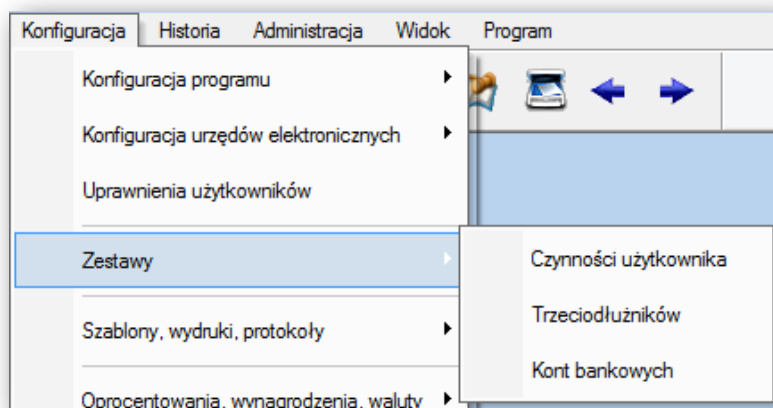 Konfiguracja Historia Administracja Widok Program
Konfiguracja programu
Konfiguracja urzędów elektronicznych
Uprawnienia użytkowników
Zestawy
Czynności użytkownika
Trzeciodłużników
Kont bankowych
Szablony, wydruki, protokoły
Oprocentowania, wynagrodzenia, waluty